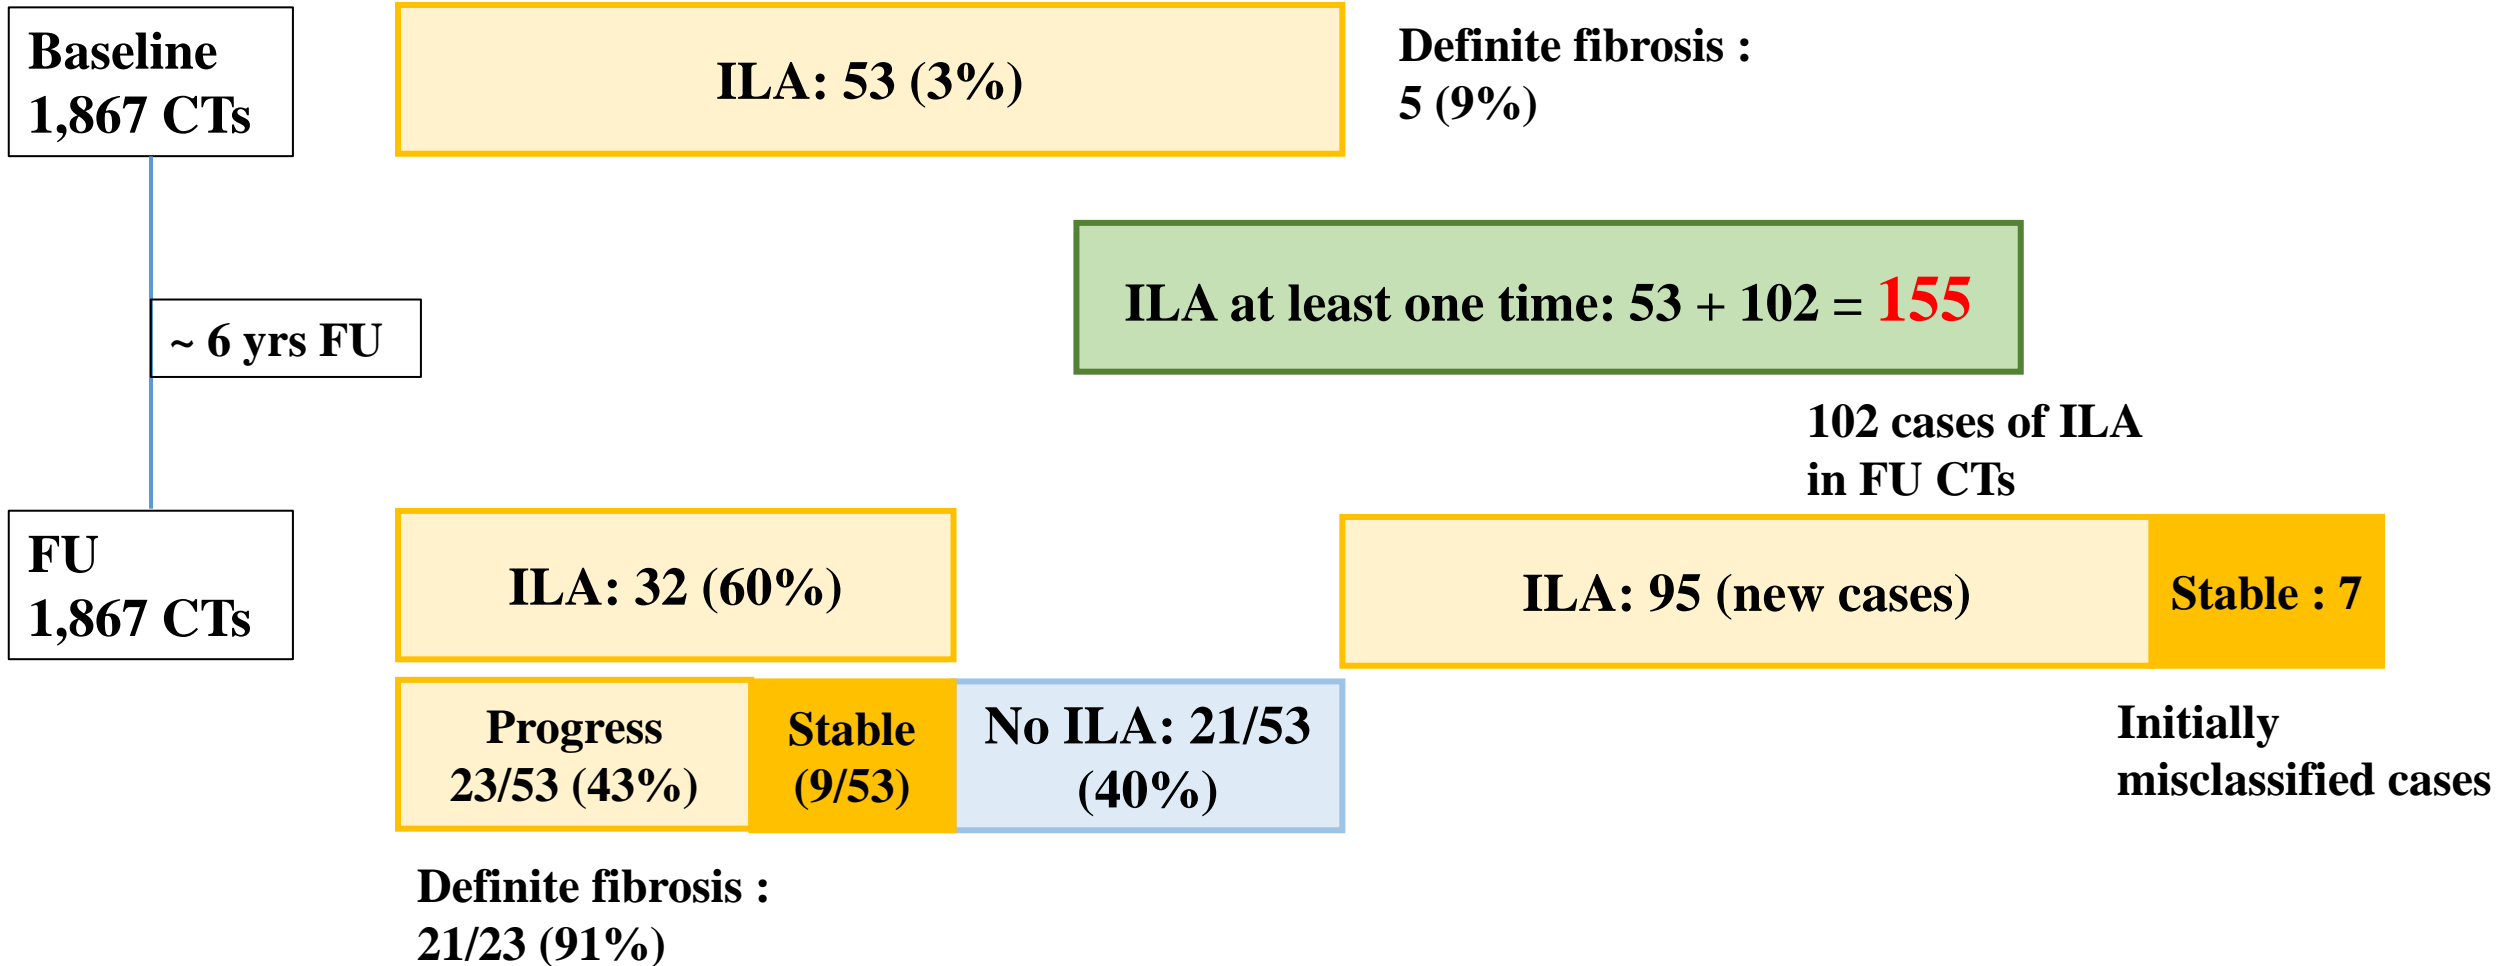 Baseline
1,867 CTs
ILA: 53 (3%)
Definite fibrosis :
5 (9%)
ILA at least one time: 53 + 102 = 155
~ 6 yrs FU
102 cases of ILA
in FU CTs
FU
1,867 CTs
ILA: 32 (60%)
ILA: 95 (new cases)
Stable : 7
Progress
23/53 (43%)
Stable
(9/53)
No ILA: 21/53
(40%)
Initially
misclassified cases
Definite fibrosis :
21/23 (91%)